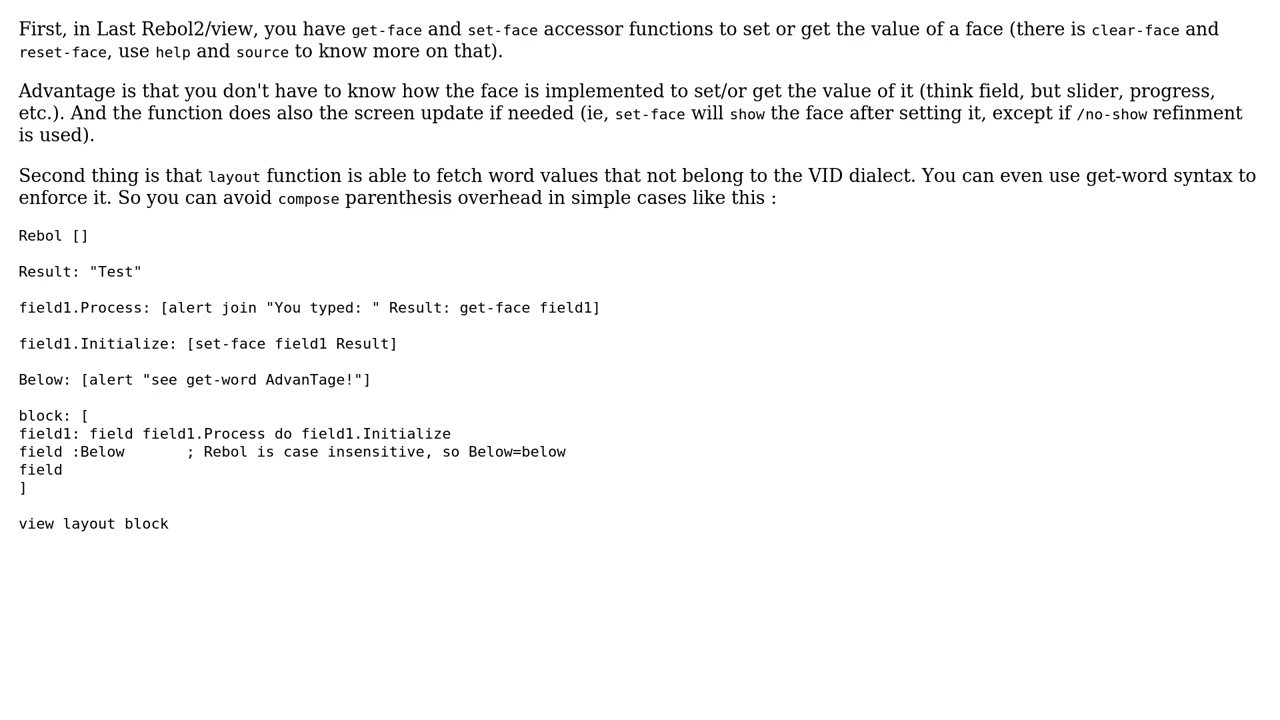 First, in Last Rebol2/view, you have get-face and set-face accessor functions to set or get the value of a face (there is clear-face and
reset-face, use help and source to know more on that).
Advantage is that you don't have to know how the face is implemented to set/or get the value of it (think field, but slider, progress,
etc.). And the function does also the screen update if needed (ie, set-face will show the face after setting it, except if /no-show refinment
is used).
Second thing is that layout function is able to fetch word values that not belong to the VID dialect. You can even use get-word syntax to
enforce it. So you can avoid compose parenthesis overhead in simple cases like this :
Rebol []
Result: "Test"
field1.Process: [alert join "You typed: " Result: get-face field1]
field1.Initialize: [set-face field1 Result]
Below: [alert "see get-word AdvanTage!"]
block: [
field1: field field1.Process do field1.Initialize
field :Below       ; Rebol is case insensitive, so Below=below
field
]
view layout block